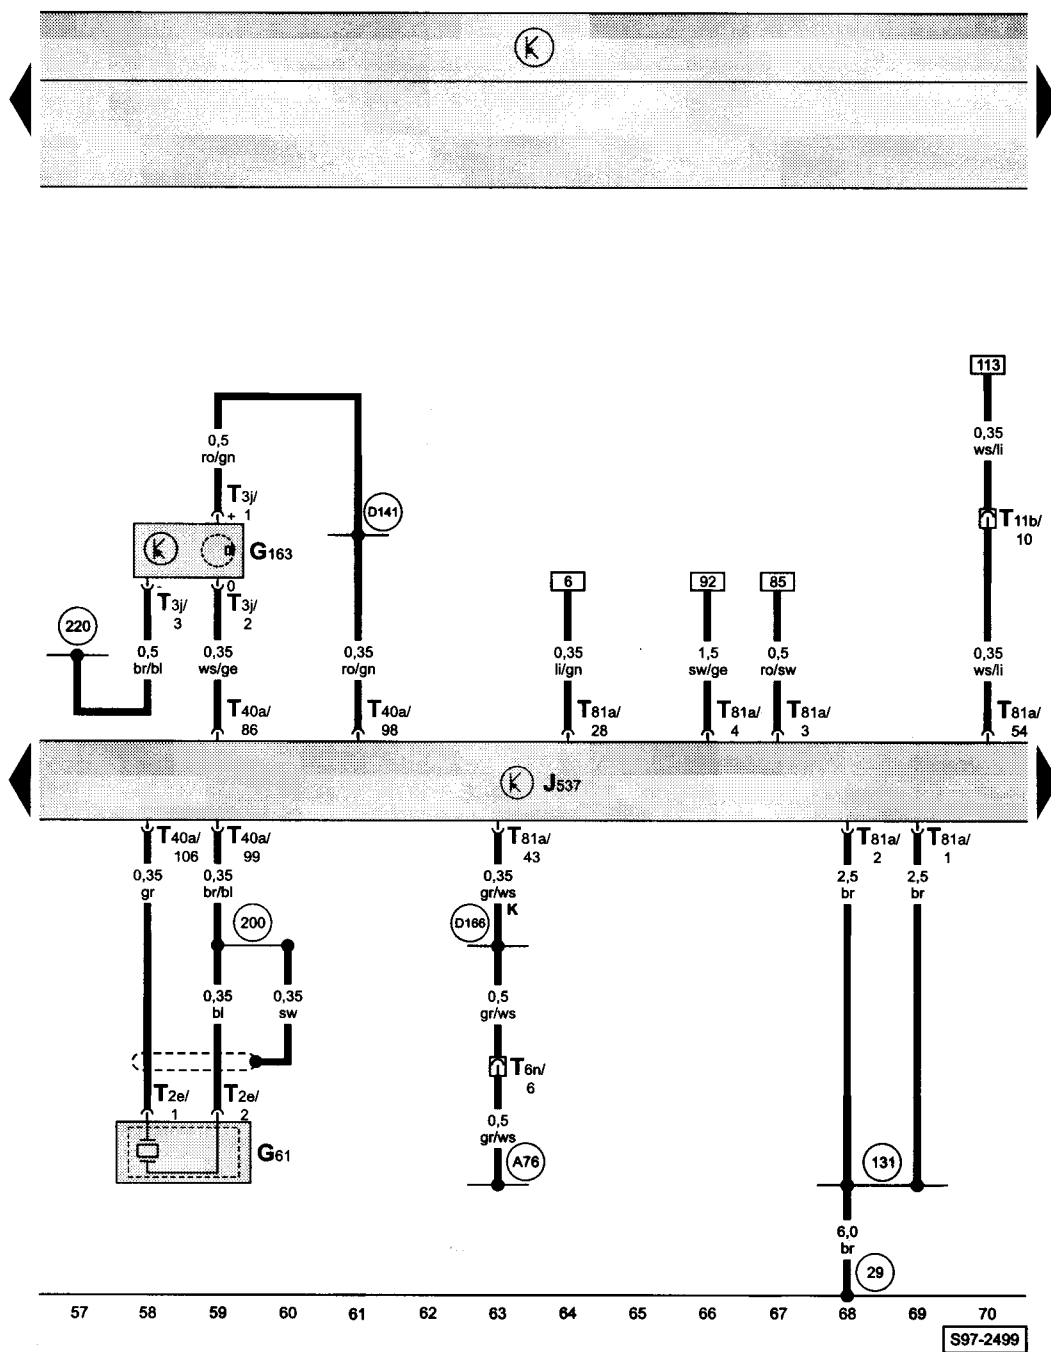 113
0,35
ws/li
0,5
ro/gn
T3j/
+ 1
D141
T11b/
10
G163
- 0
T3j/
3
T3j/
2
220
6
92
85
0,5
br/bl
0,35
ws/ge
0,35
ro/gn
0,35
li/gn
1,5
sw/ge
0,5
ro/sw
0,35
ws/li
T40a/
86
T40a/
98
T81a/
28
T81a/
4
T81a/
3
T81a/
54
J537
T40a/
106
T40a/
99
T81a/
43
T81a/
2
T81a/
1
0,35
gr
0,35
br/bl
0,35
gr/ws
K
2,5
br
2,5
br
200
D166
0,35
bl
0,35
sw
0,5
gr/ws
T6n/
6
T2e/
1
T2e/
2
0,5
gr/ws
G61
A76
131
6,0
br
29
57 58 59 60 61 62 63 64 65 66 67 68 69 70
S97-2499